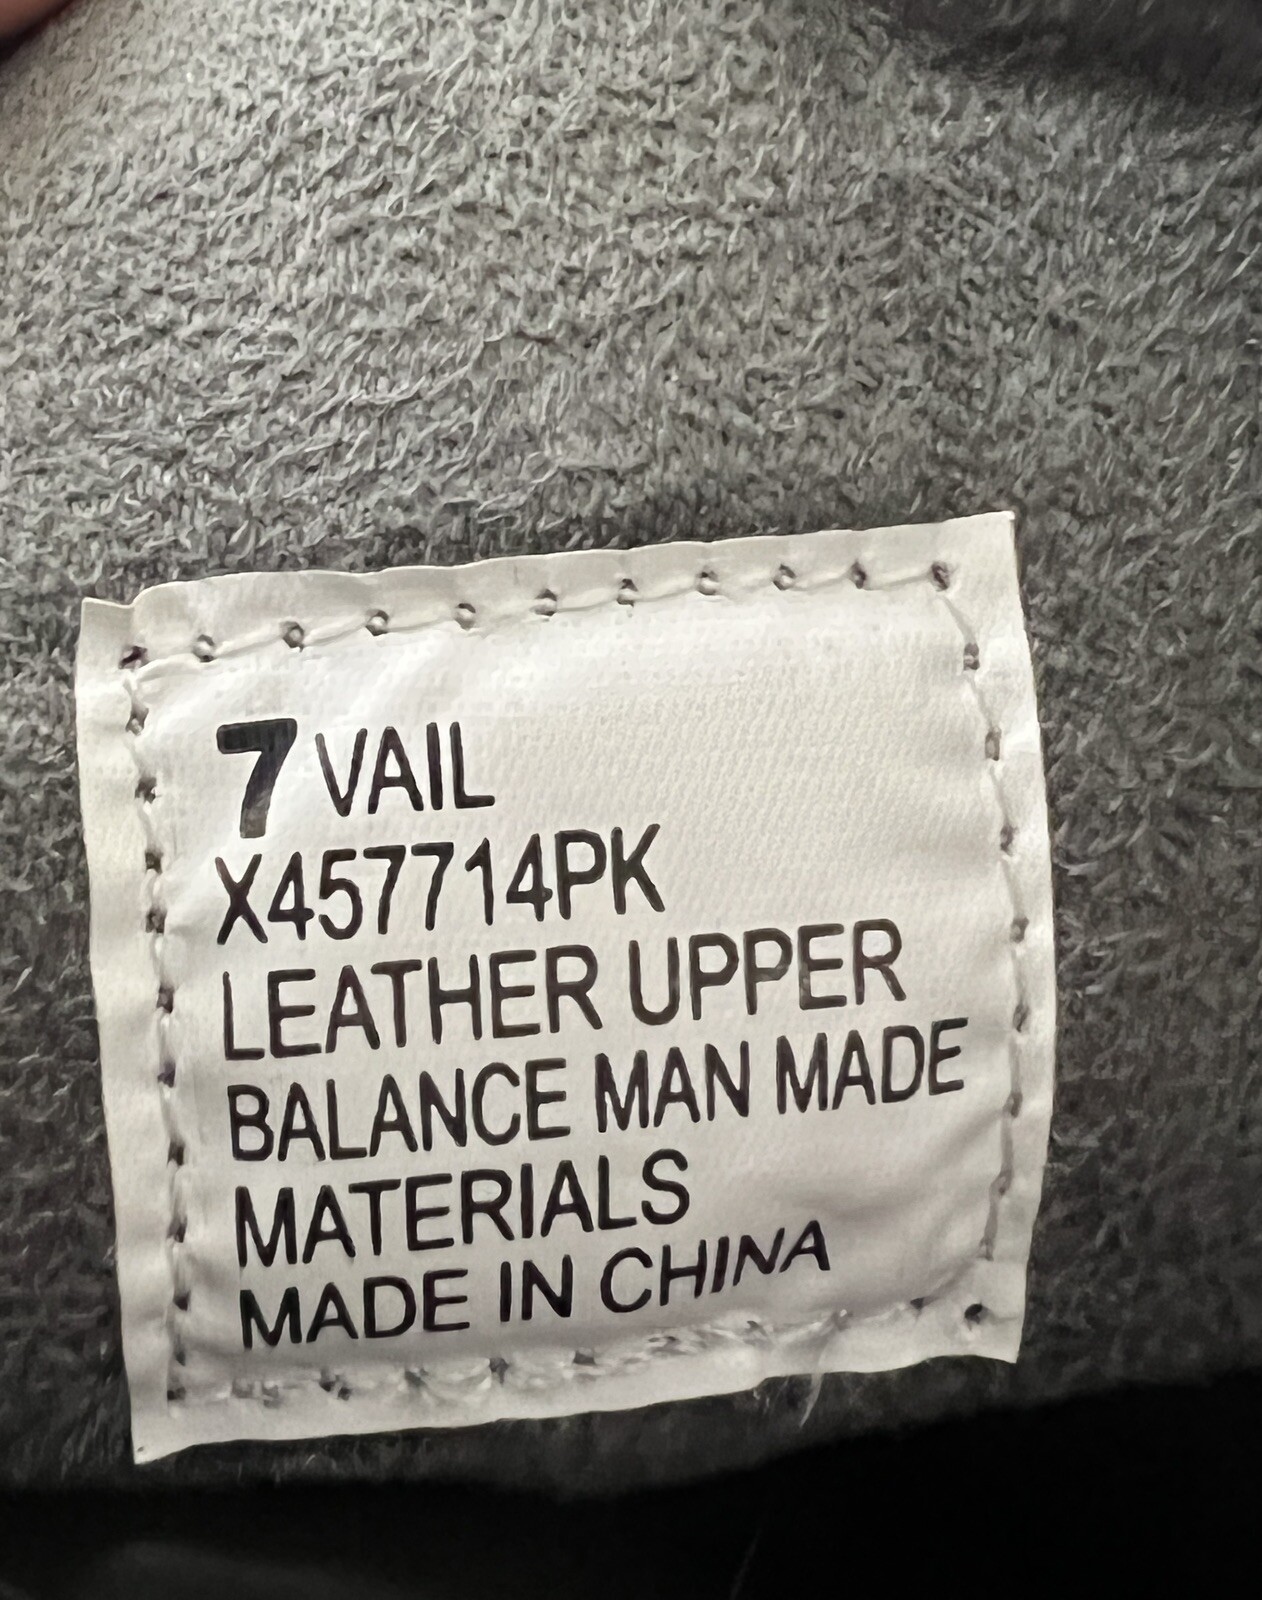 7 VAIL
X457714PK
LEATHER UPPER
BALANCE MAN MADE
MATERIALS
MADE IN CHINA